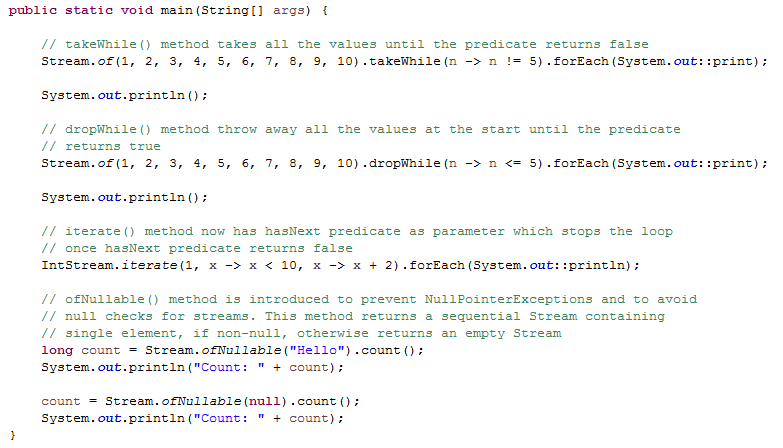 public static void main(String[] args) {
// takeWhile() method takes all the values until the predicate returns false
Stream.of(1, 2, 3, 4, 5, 6, 7, 8, 9, 10).takeWhile(n -> n != 5).forEach(System.out::print);
System.out.println();
// dropWhile() method throw away all the values at the start until the predicate
// returns true
Stream.of(1, 2, 3, 4, 5, 6, 7, 8, 9, 10).dropWhile(n -> n <= 5).forEach(System.out::print);
System.out.println();
// iterate() method now has hasNext predicate as parameter which stops the loop
// once hasNext predicate returns false
IntStream.iterate(1, x -> x < 10, x -> x + 2).forEach(System.out::println);
// ofNullable() method is introduced to prevent NullPointerExceptions and to avoid
// null checks for streams. This method returns a sequential Stream containing
// single element, if non-null, otherwise returns an empty Stream
long count = Stream.ofNullable("Hello").count();
System.out.println("Count: " + count);
count = Stream.ofNullable(null).count();
System.out.println("Count: " + count);
}